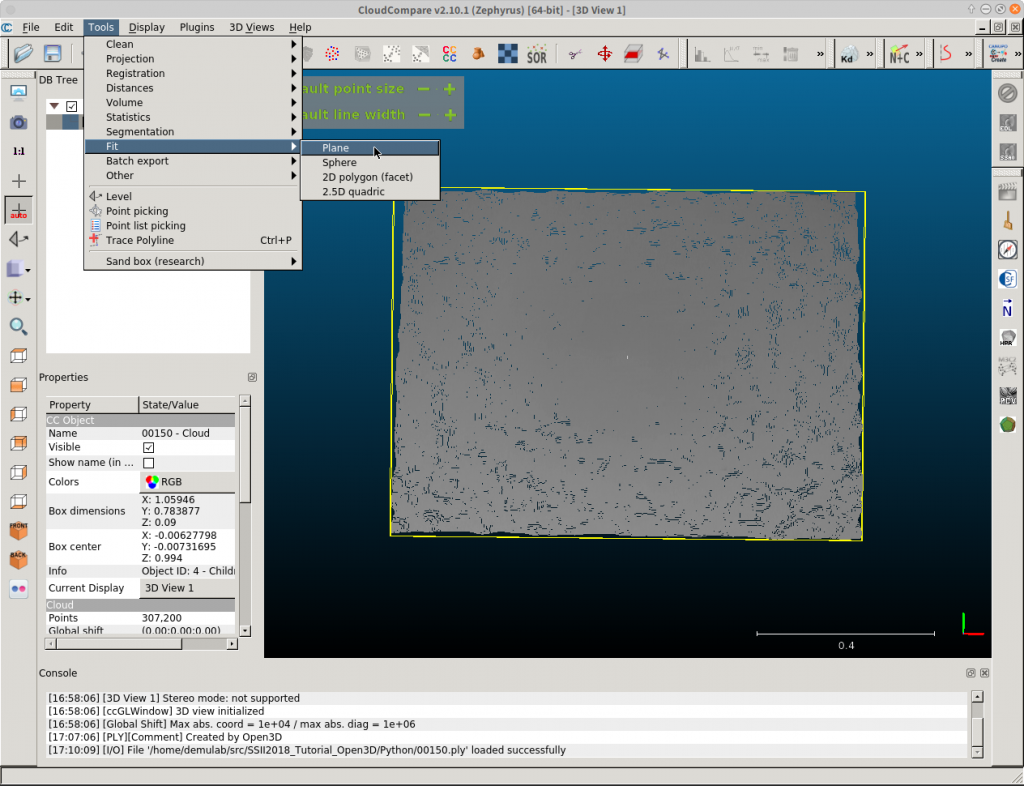 CloudCompare v2.10.1 (Zephyrus) [64-bit] - [3D View 1]
File Edit Tools Display Plugins 3D Views Help
CC
SOR
Kd
N+C
DB Tree
Clean
Projection
Registration
Distances
Volume
Statistics
Segmentation
Fit
Batch export
Other
Level
Point picking
Point list picking
Trace Polyline Ctrl+P
Sand box (research)
Plane
Sphere
2D polygon (facet)
2.5D quadric
ault point size
ault line width
1:1
auto
FRONT
BACK
SF
N
HPR
PCV
Properties
Property State/Value
CC Object
Name 00150 - Cloud
Visible
Show name (in ...
Colors RGB
Box dimensions X: 1.05946
Y: 0.783877
Z: 0.09
Box center X: -0.00627798
Y: -0.00731695
Z: 0.994
Info Object ID: 4 - Childr
Current Display 3D View 1
Cloud
Points 307,200
Global shift (0.00;0.00;0.00)
0.4
Console
[16:58:06] [3D View 1] Stereo mode: not supported
[16:58:06] [ccGLWindow] 3D view initialized
[16:58:06] [Global Shift] Max abs. coord = 1e+04 / max abs. diag = 1e+06
[17:07:06] [PLY][Comment] Created by Open3D
[17:10:09] [I/O] File '/home/demulab/src/SSII2018_Tutorial_Open3D/Python/00150.ply' loaded successfully